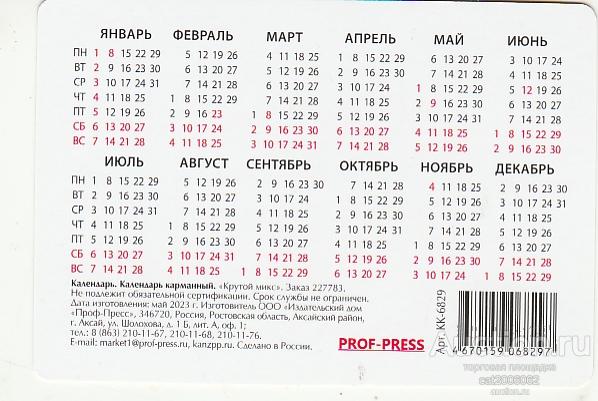 ЯНВАРЬ ФЕВРАЛЬ МАРТ АПРЕЛЬ МАЙ ИЮНЬ
ПН 1 8 15 22 29 5 12 19 26 4 11 18 25 1 8 15 22 29 6 13 20 27 3 10 17 24
ВТ 2 9 16 23 30 6 13 20 27 5 12 19 26 2 9 16 23 30 7 14 21 28 4 11 18 25
СР 3 10 17 24 31 7 14 21 28 6 13 20 27 3 10 17 24 1 8 15 22 29 5 12 19 26
ЧТ 4 11 18 25 1 8 15 22 29 7 14 21 28 4 11 18 25 2 9 16 23 30 6 13 20 27
ПТ 5 12 19 26 2 9 16 23 1 8 15 22 29 5 12 19 26 3 10 17 24 31 7 14 21 28
СБ 6 13 20 27 3 10 17 24 2 9 16 23 30 6 13 20 27 4 11 18 25 1 8 15 22 29
ВС 7 14 21 28 4 11 18 25 3 10 17 24 31 7 14 21 28 5 12 19 26 2 9 16 23 30
ИЮЛЬ АВГУСТ СЕНТЯБРЬ ОКТЯБРЬ НОЯБРЬ ДЕКАБРЬ
ПН 1 8 15 22 29 5 12 19 26 2 9 16 23 30 7 14 21 28 4 11 18 25 2 9 16 23 30
ВТ 2 9 16 23 30 6 13 20 27 3 10 17 24 1 8 15 22 29 5 12 19 26 3 10 17 24 31
СР 3 10 17 24 31 7 14 21 28 4 11 18 25 2 9 16 23 30 6 13 20 27 4 11 18 25
ЧТ 4 11 18 25 1 8 15 22 29 5 12 19 26 3 10 17 24 31 7 14 21 28 5 12 19 26
ПТ 5 12 19 26 2 9 16 23 30 6 13 20 27 4 11 18 25 1 8 15 22 29 6 13 20 27
СБ 6 13 20 27 3 10 17 24 31 7 14 21 28 5 12 19 26 2 9 16 23 30 7 14 21 28
ВС 7 14 21 28 4 11 18 25 1 8 15 22 29 6 13 20 27 3 10 17 24 1 8 15 22 29
Календарь. Календарь карманный. «Крутой микс». Заказ 227783.
Не подлежит обязательной сертификации. Срок службы не ограничен.
Дата изготовления: май 2023 г. Изготовитель ООО «Издательский дом
«Проф-Пресс», 346720, Россия, Ростовская область, Аксайский район,
г. Аксай, ул. Шолохова, д. 1 Б, лит. А, оф. 1;
тел.: 8 (863) 210-11-67, 210-11-68, 210-11-76.
E-mail: market1@prof-press.ru, kanzpp.ru. Сделано в России.
PROF-PRESS
Арт. КК-6829
4 670159 068297
Auction.ru
торговая площадка
cat2006062
auction.ru